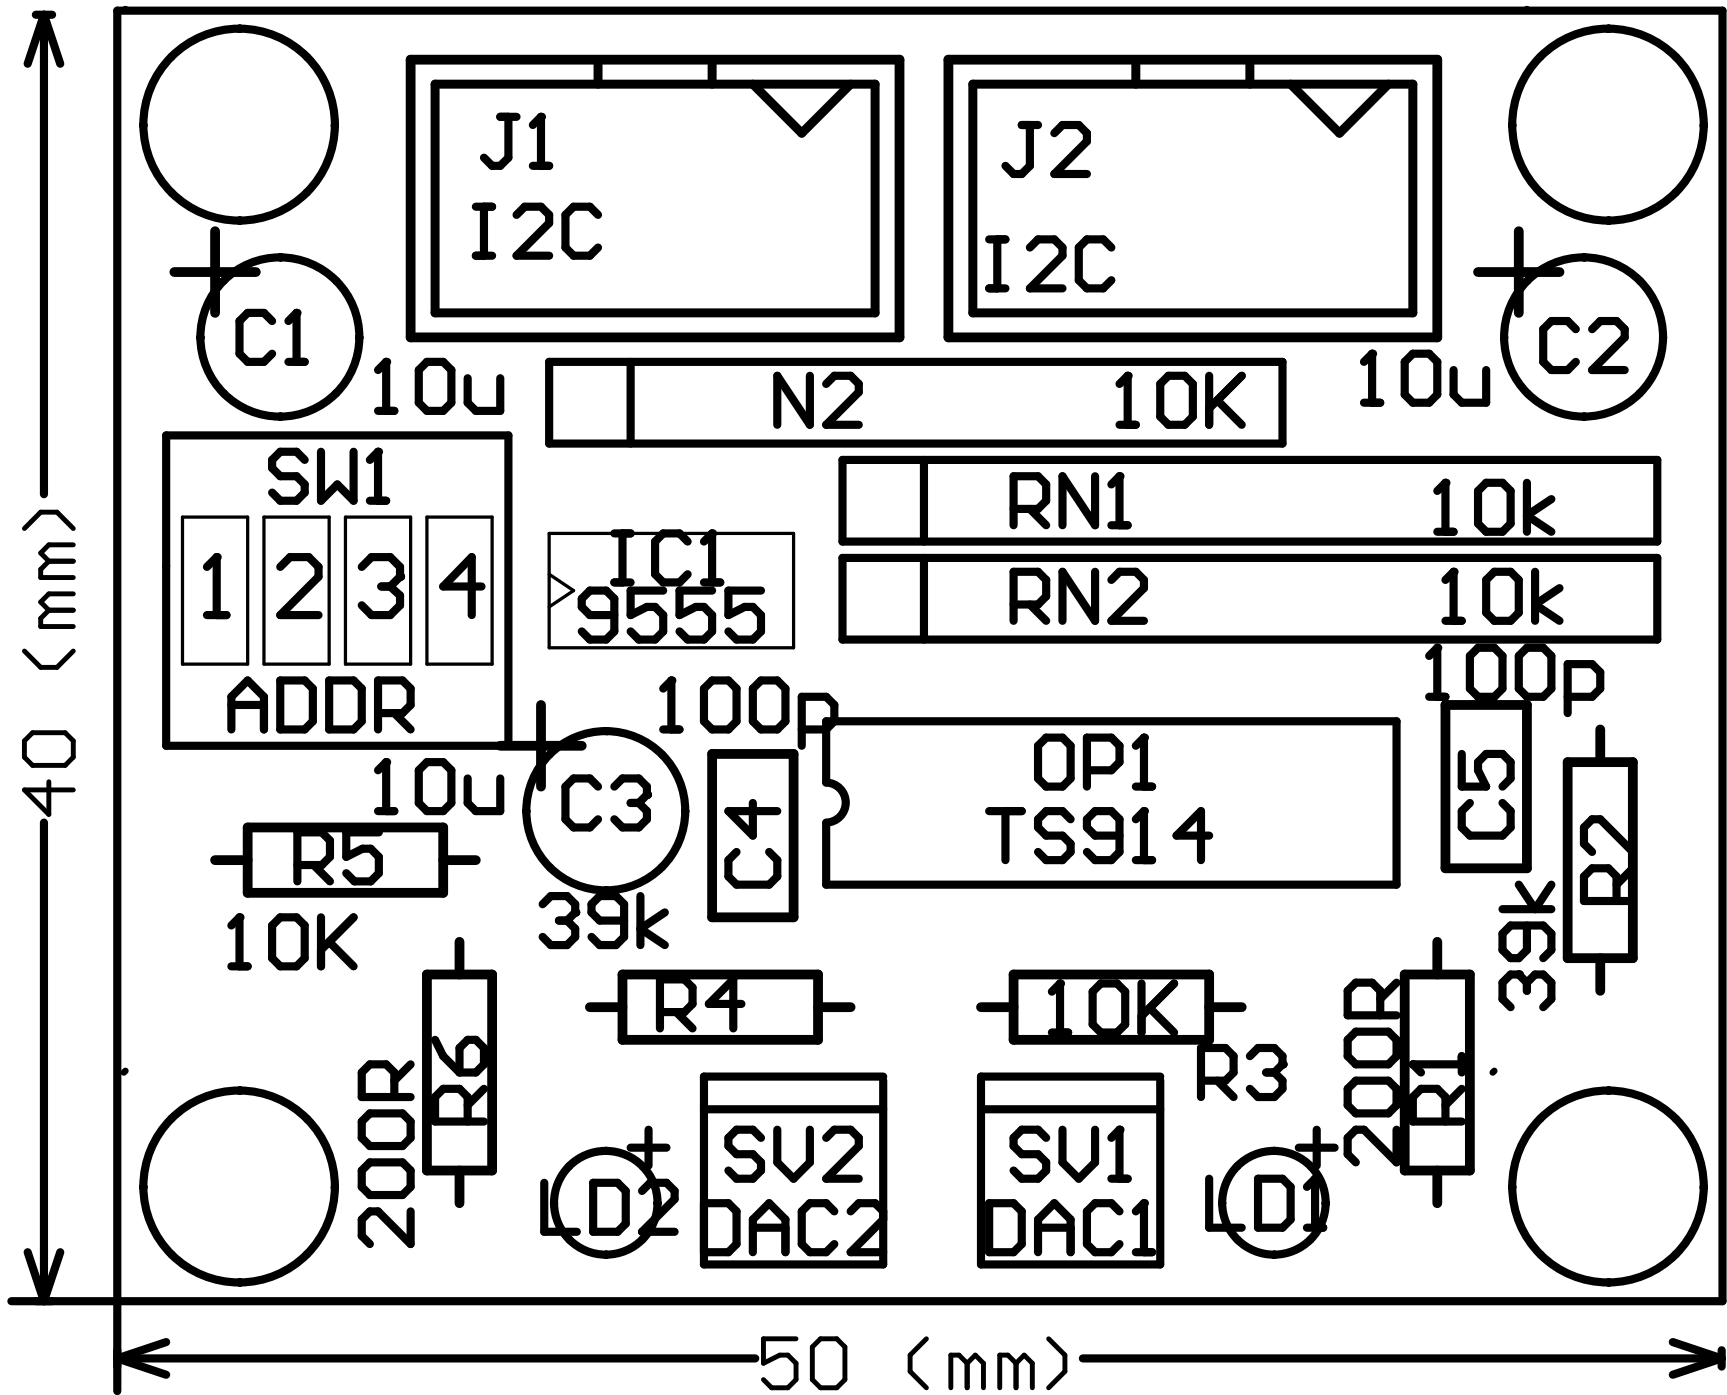 J1
I2C
J2
I2C
C1
10u
N2 10K
10u
C2
SW1
1 2 3 4
ADDR
IC1
9555
RN1 10k
RN2 10k
100p
100p
10u
C3
C4
OP1
TS914
C5
R2
39k
R5
10K
39k
R4
10K
R3
R6
200R
200R
R1
LD2
SV2
DAC2
SV1
DAC1
LD1
+
+
40 (mm)
50 (mm)